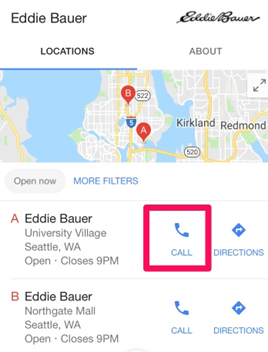 Eddie Bauer
Eddie Bauer
LOCATIONS
ABOUT
B
522
5
A
Kirkland
Redmond
520
Open now
MORE FILTERS
A Eddie Bauer
University Village
Seattle, WA
Open · Closes 9PM
CALL
DIRECTIONS
B Eddie Bauer
Northgate Mall
Seattle, WA
Open · Closes 9PM
CALL
DIRECTIONS